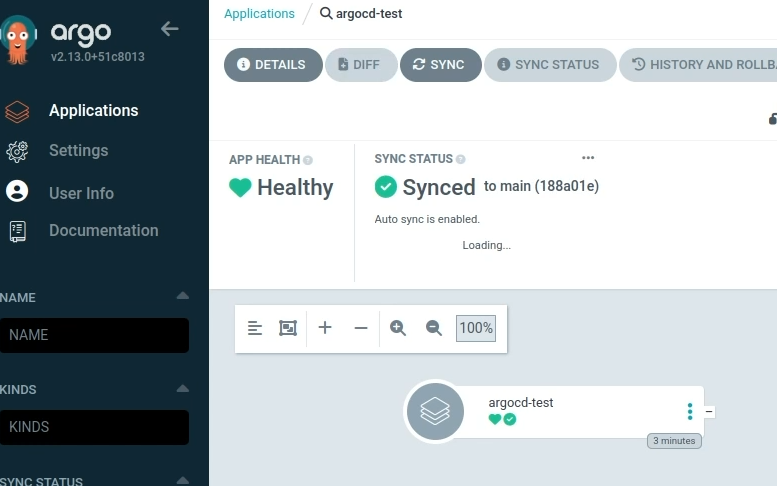 argo
v2.13.0+51c8013
Applications
Settings
User Info
Documentation
NAME
NAME
KINDS
KINDS
SYNC STATUS
Applications / argocd-test
DETAILS DIFF SYNC SYNC STATUS HISTORY AND ROLLBA
APP HEALTH
Healthy
SYNC STATUS
Synced to main (188a01e)
Auto sync is enabled.
Loading...
100%
argocd-test
3 minutes